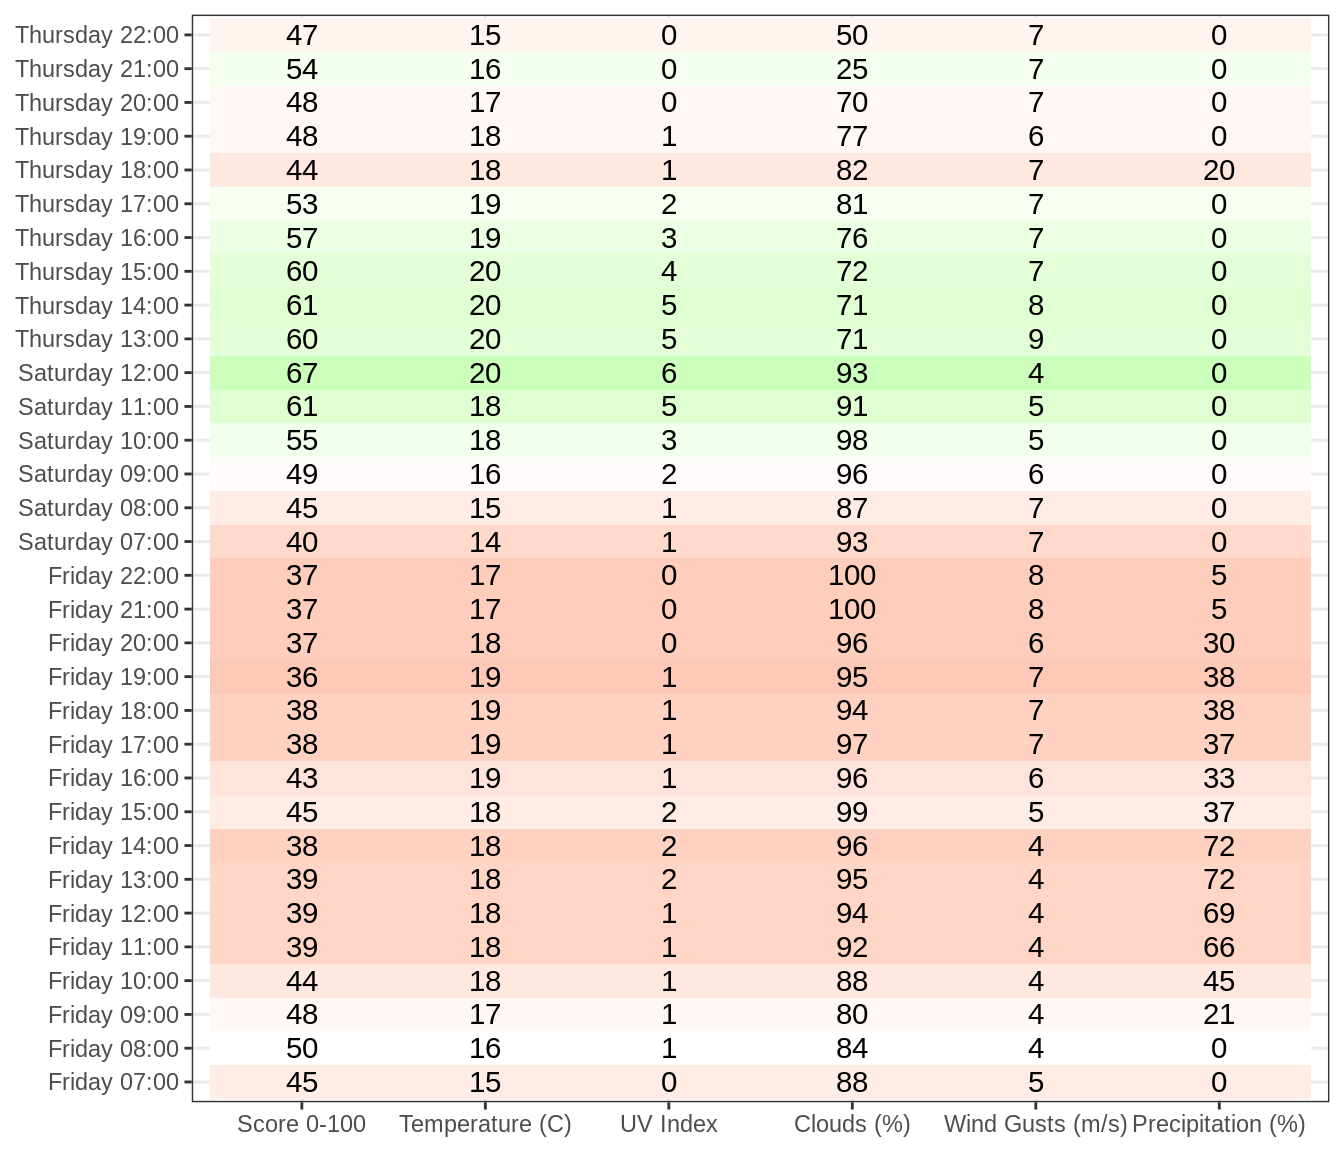 Thursday 22:00 47 15 0 50 7 0
Thursday 21:00 54 16 0 25 7 0
Thursday 20:00 48 17 0 70 7 0
Thursday 19:00 48 18 1 77 6 0
Thursday 18:00 44 18 1 82 7 20
Thursday 17:00 53 19 2 81 7 0
Thursday 16:00 57 19 3 76 7 0
Thursday 15:00 60 20 4 72 7 0
Thursday 14:00 61 20 5 71 8 0
Thursday 13:00 60 20 5 71 9 0
Saturday 12:00 67 20 6 93 4 0
Saturday 11:00 61 18 5 91 5 0
Saturday 10:00 55 18 3 98 5 0
Saturday 09:00 49 16 2 96 6 0
Saturday 08:00 45 15 1 87 7 0
Saturday 07:00 40 14 1 93 7 0
Friday 22:00 37 17 0 100 8 5
Friday 21:00 37 17 0 100 8 5
Friday 20:00 37 18 0 96 6 30
Friday 19:00 36 19 1 95 7 38
Friday 18:00 38 19 1 94 7 38
Friday 17:00 38 19 1 97 7 37
Friday 16:00 43 19 1 96 6 33
Friday 15:00 45 18 2 99 5 37
Friday 14:00 38 18 2 96 4 72
Friday 13:00 39 18 2 95 4 72
Friday 12:00 39 18 1 94 4 69
Friday 11:00 39 18 1 92 4 66
Friday 10:00 44 18 1 88 4 45
Friday 09:00 48 17 1 80 4 21
Friday 08:00 50 16 1 84 4 0
Friday 07:00 45 15 0 88 5 0
Score 0-100 Temperature (C) UV Index Clouds (%) Wind Gusts (m/s) Precipitation (%)